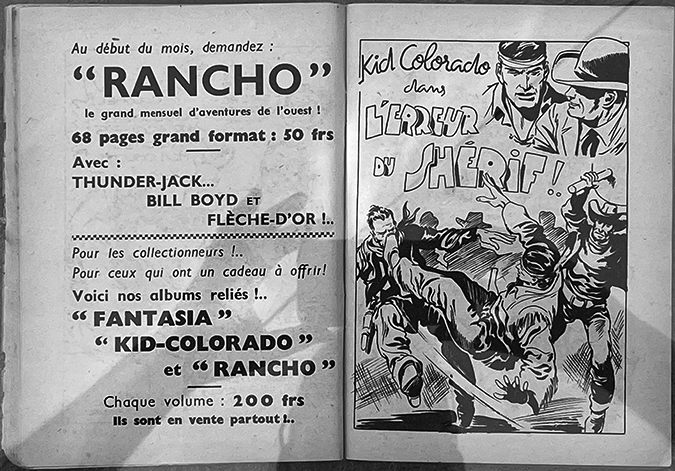 Au début du mois, demandez :
“RANCHO”
le grand mensuel d'aventures de l'ouest !
68 pages grand format : 50 frs
Avec :
THUNDER-JACK...
BILL BOYD ET
FLÈCHE-D'OR !..
Pour les collectionneurs !..
Pour ceux qui ont un cadeau à offrir!
Voici nos albums reliés !..
“FANTASIA”
“KID-COLORADO”
et “RANCHO”
Chaque volume : 200 frs
Ils sont en vente partout !..
Kid Colorado
dans
L'ERREUR
DU SHÉRIF!..